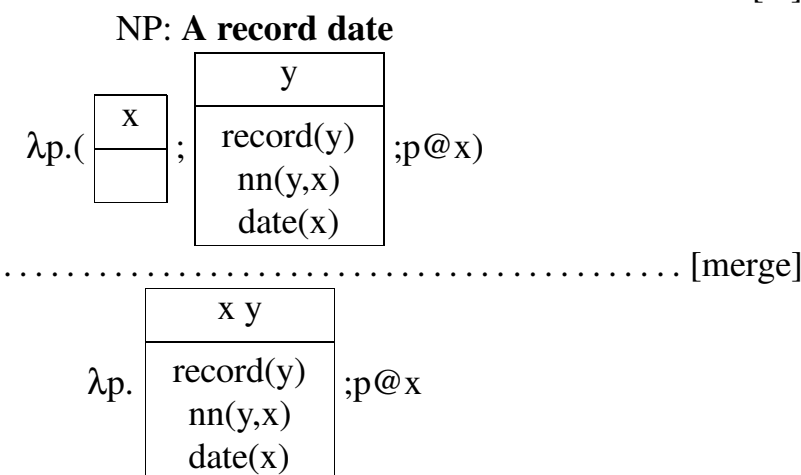 NP: A record date
y
x
λp.( ; record(y) ;p@x)
nn(y,x)
date(x)
........................................... [merge]
x y
λp. record(y) ;p@x
nn(y,x)
date(x)